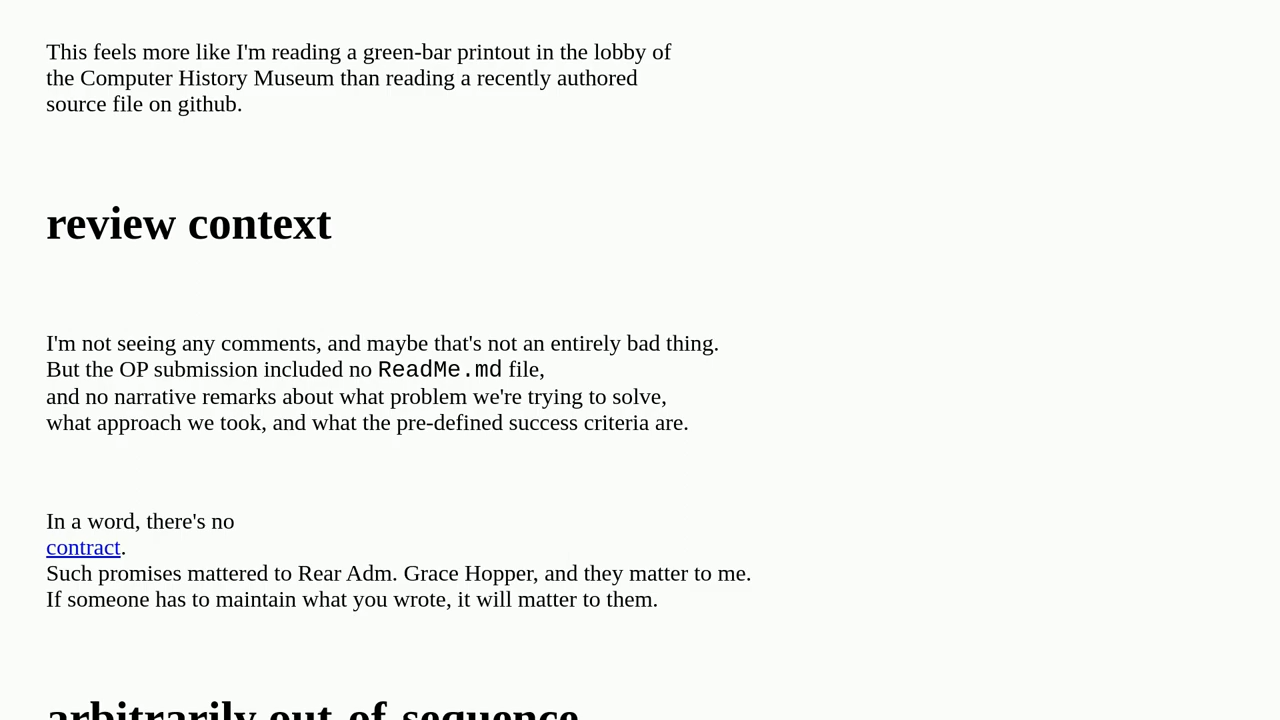 This feels more like I'm reading a green-bar printout in the lobby of
the Computer History Museum than reading a recently authored
source file on github.
review context
I'm not seeing any comments, and maybe that's not an entirely bad thing.
But the OP submission included no ReadMe.md file,
and no narrative remarks about what problem we're trying to solve,
what approach we took, and what the pre-defined success criteria are.
In a word, there's no
contract.
Such promises mattered to Rear Adm. Grace Hopper, and they matter to me.
If someone has to maintain what you wrote, it will matter to them.
arbitrarily out-of-sequence